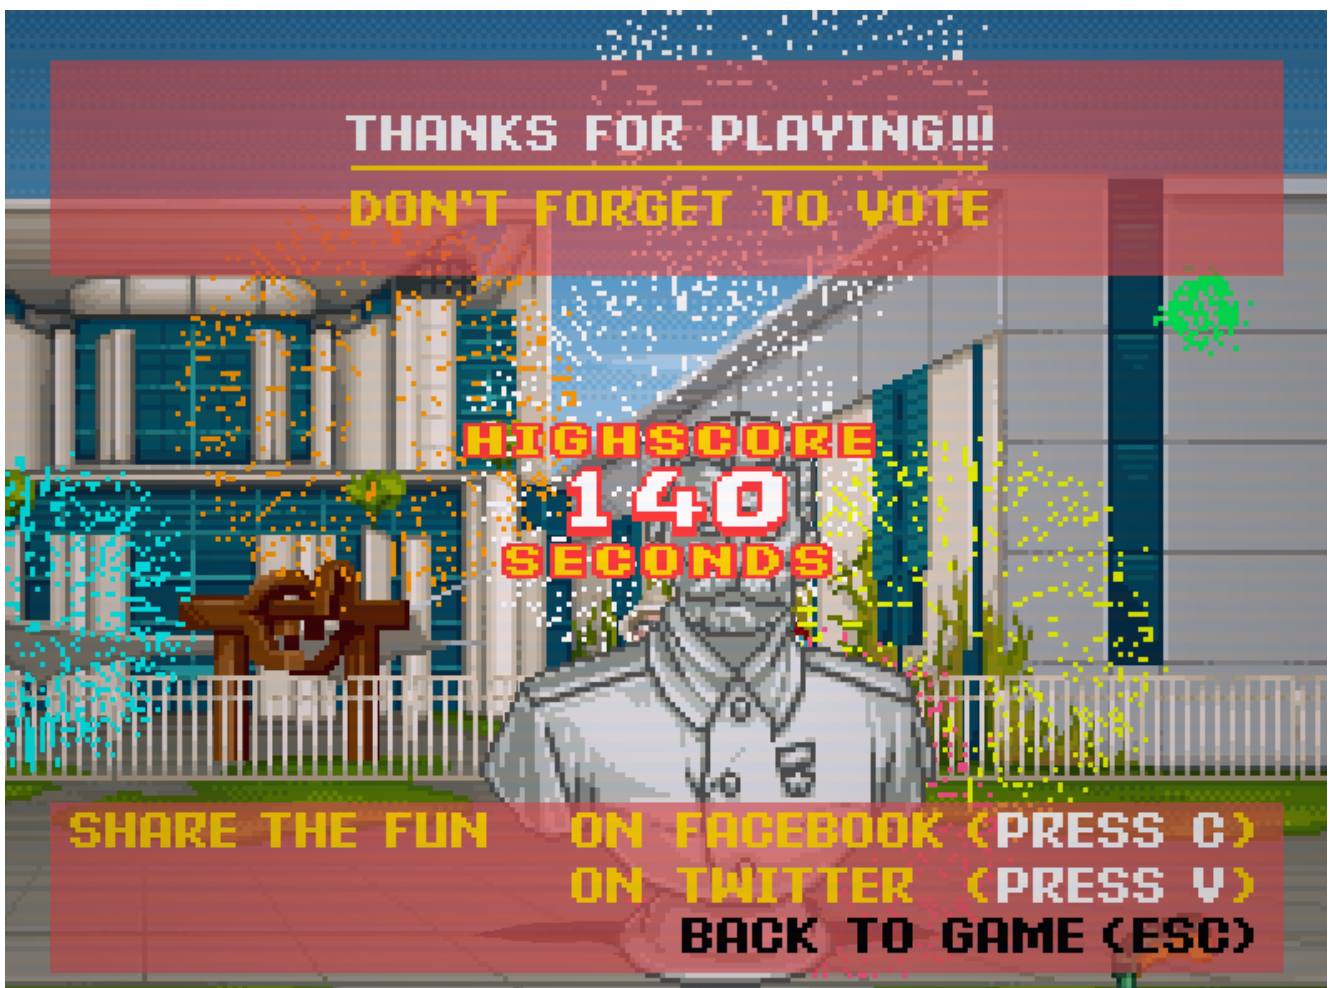 THANKS FOR PLAYING!!!
DON'T FORGET TO VOTE
HIGHSCORE
140
SECONDS
SHARE THE FUN ON FACEBOOK (PRESS C)
ON TWITTER (PRESS V)
BACK TO GAME (ESC)